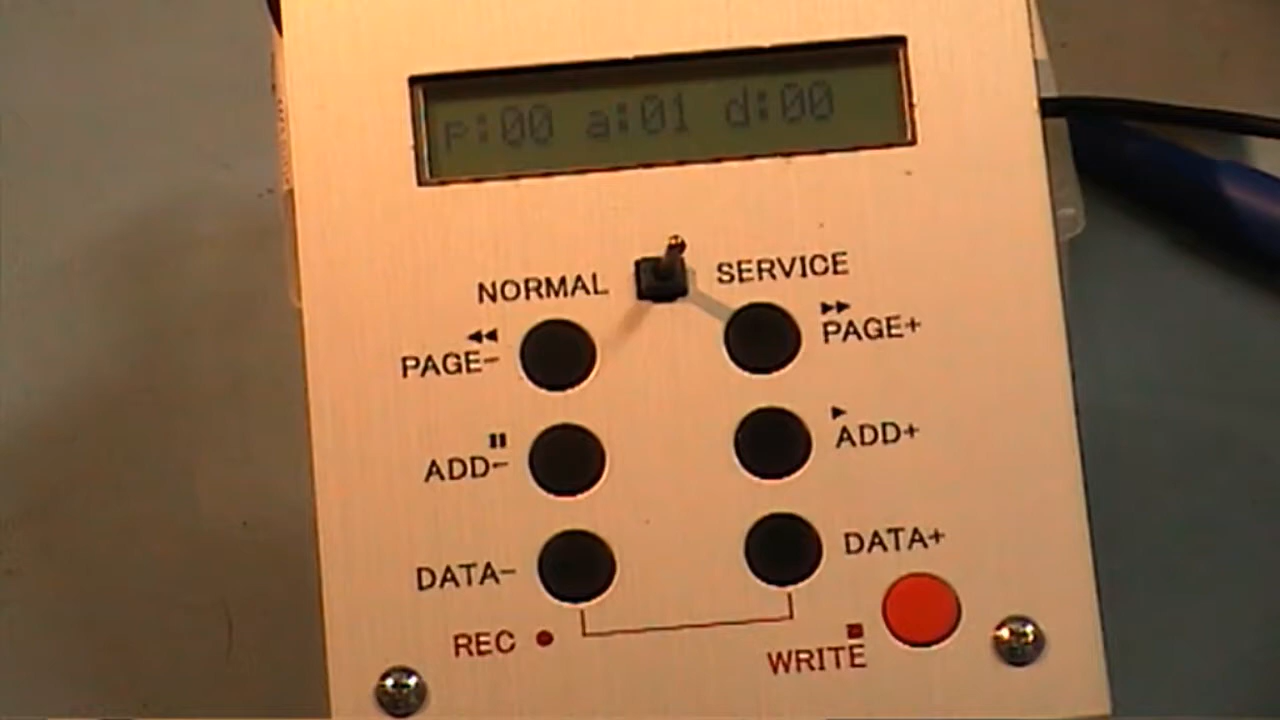 p:00 a:01 d:00
NORMAL SERVICE
PAGE- PAGE+
ADD- ADD+
DATA- DATA+
REC
WRITE